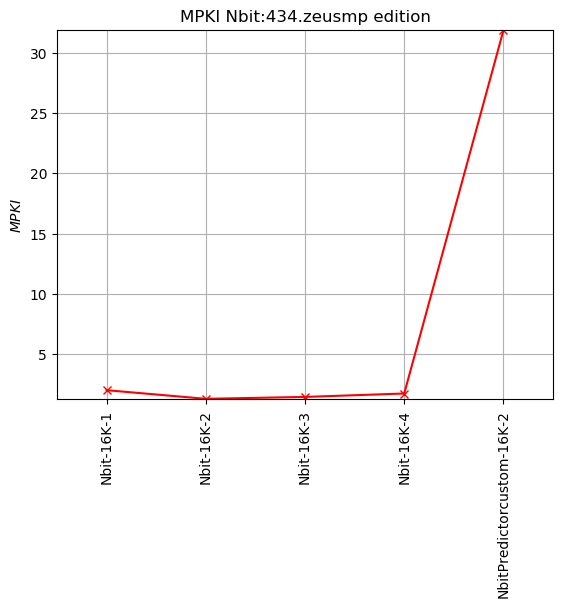 MPKI Nbit:434.zeusmp edition
30
25
20
15
10
5
MPKI
Nbit-16K-1
Nbit-16K-2
Nbit-16K-3
Nbit-16K-4
NbitPredictorcustom-16K-2